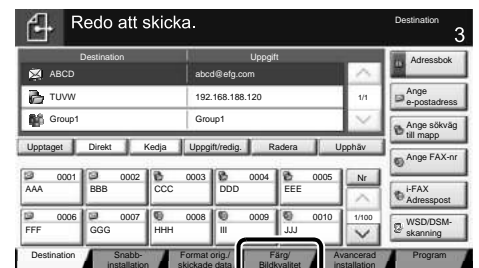 Redo att skicka.
Destination
3
Destination Uppgift
ABCD abcd@efg.com
TUVW 192.168.188.120
Group1 Group1
1/1
Adressbok
Ange
e-postadress
Ange sökväg
till mapp
Ange FAX-nr
i-FAX
Adresspost
WSD/DSM-
skanning
Upptaget Direkt Kedja Uppgift/redig. Radera Upphäv
0001 0002 0003 0004 0005 Nr
AAA BBB CCC DDD EEE
0006 0007 0008 0009 0010 1/100
FFF GGG HHH III JJJ
Destination Snabb- Format orig./ Färg/ Avancerad Program
installation skickade data Bildkvalitet installation